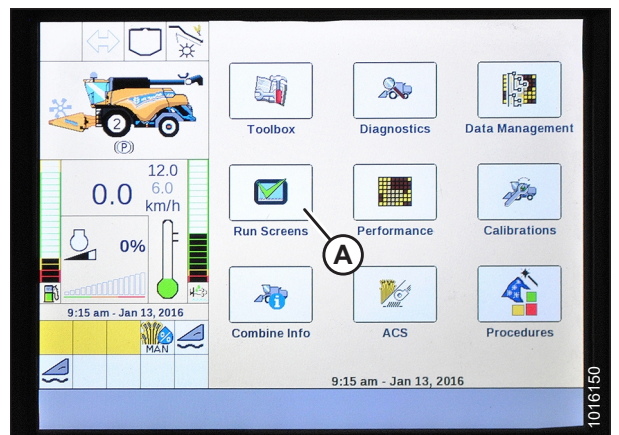 2
(P)
12.0
0.0
6.0
km/h
0%
9:15 am - Jan 13, 2016
%
MAN
Toolbox
Diagnostics
Data Management
Run Screens
Performance
Calibrations
A
Combine Info
i
ACS
Procedures
9:15 am - Jan 13, 2016
1016150